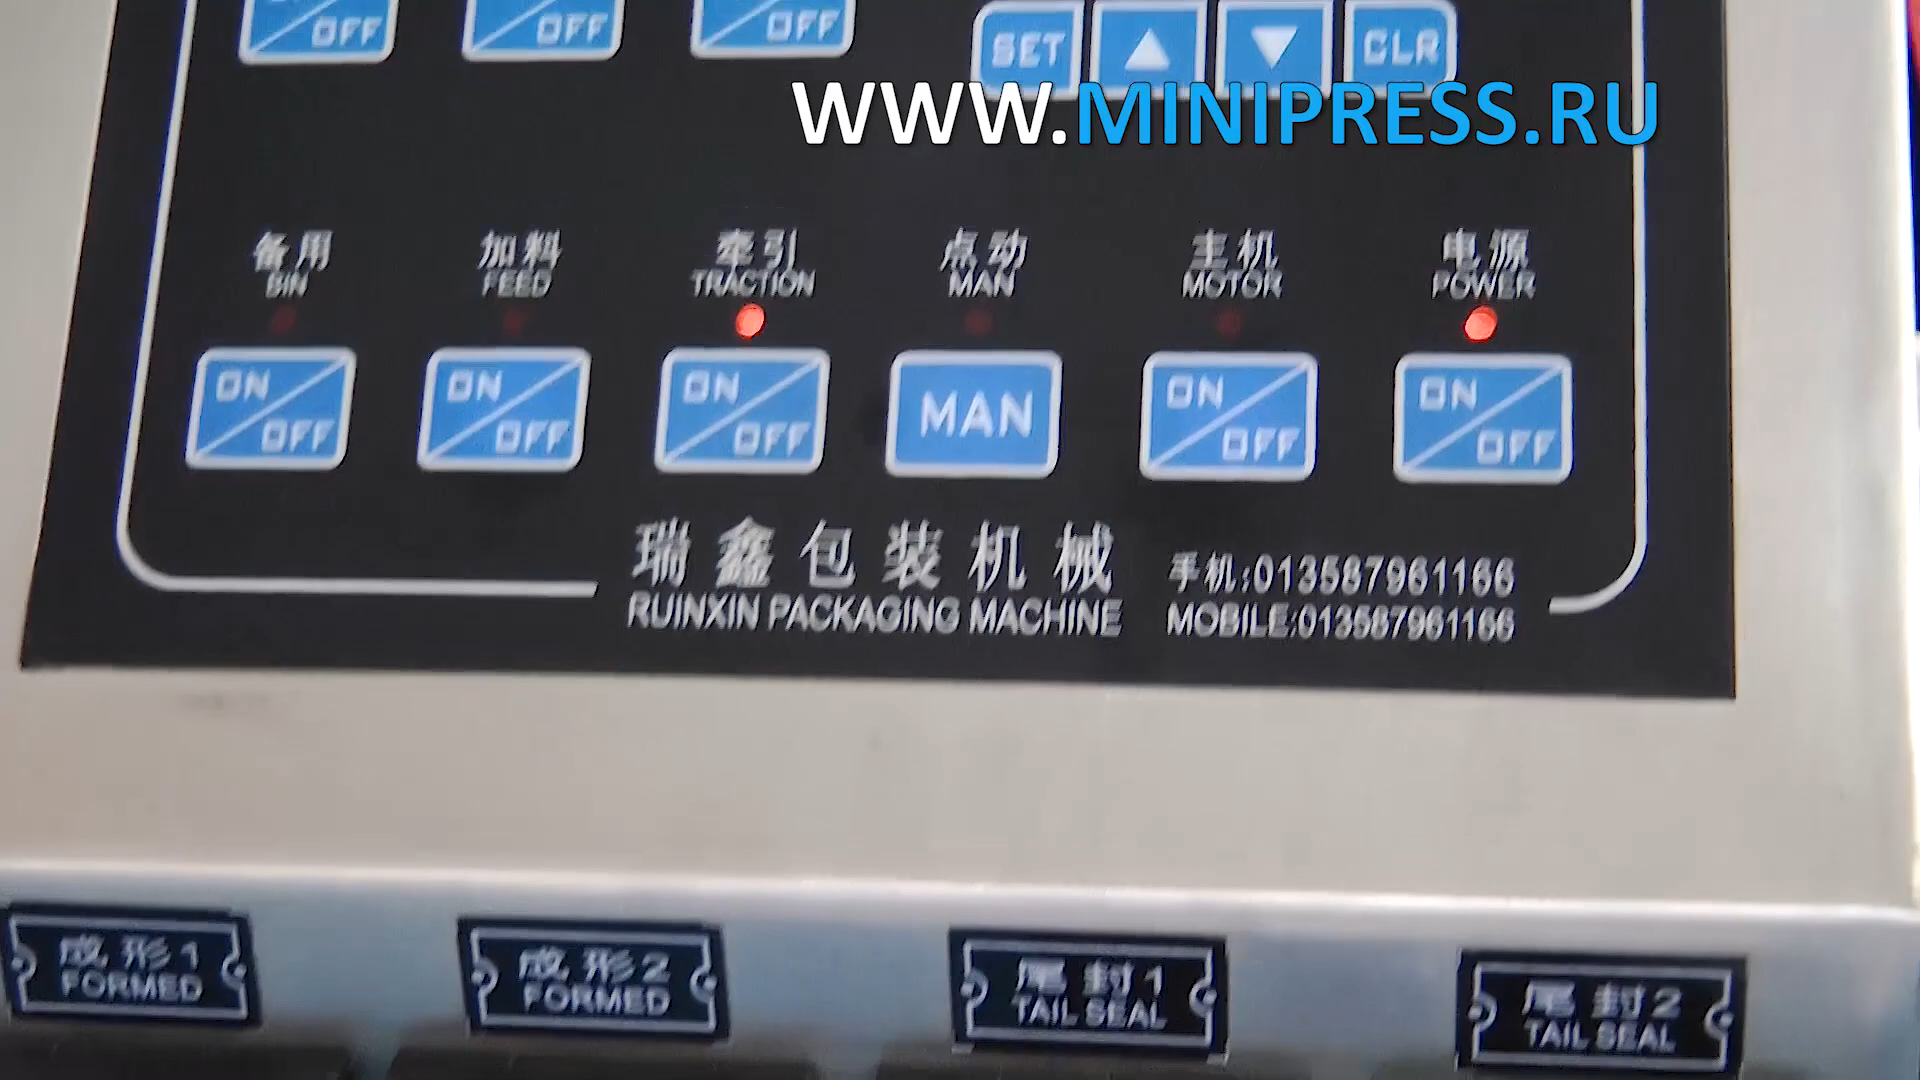 OFF OFF OFF
SET ▲ ▼ CLR
WWW.MINIPRESS.RU
备用 加料 牵引 点动 主机 电源
BIN FEED TRACTION MAN MOTOR POWER
ON ON ON MAN ON ON
OFF OFF OFF OFF OFF
瑞鑫包装机械 手机:013587961166
RUINXIN PACKAGING MACHINE MOBILE:013587961166
成形1 成形2 尾封1 尾封2
FORMED FORMED TAIL SEAL TAIL SEAL